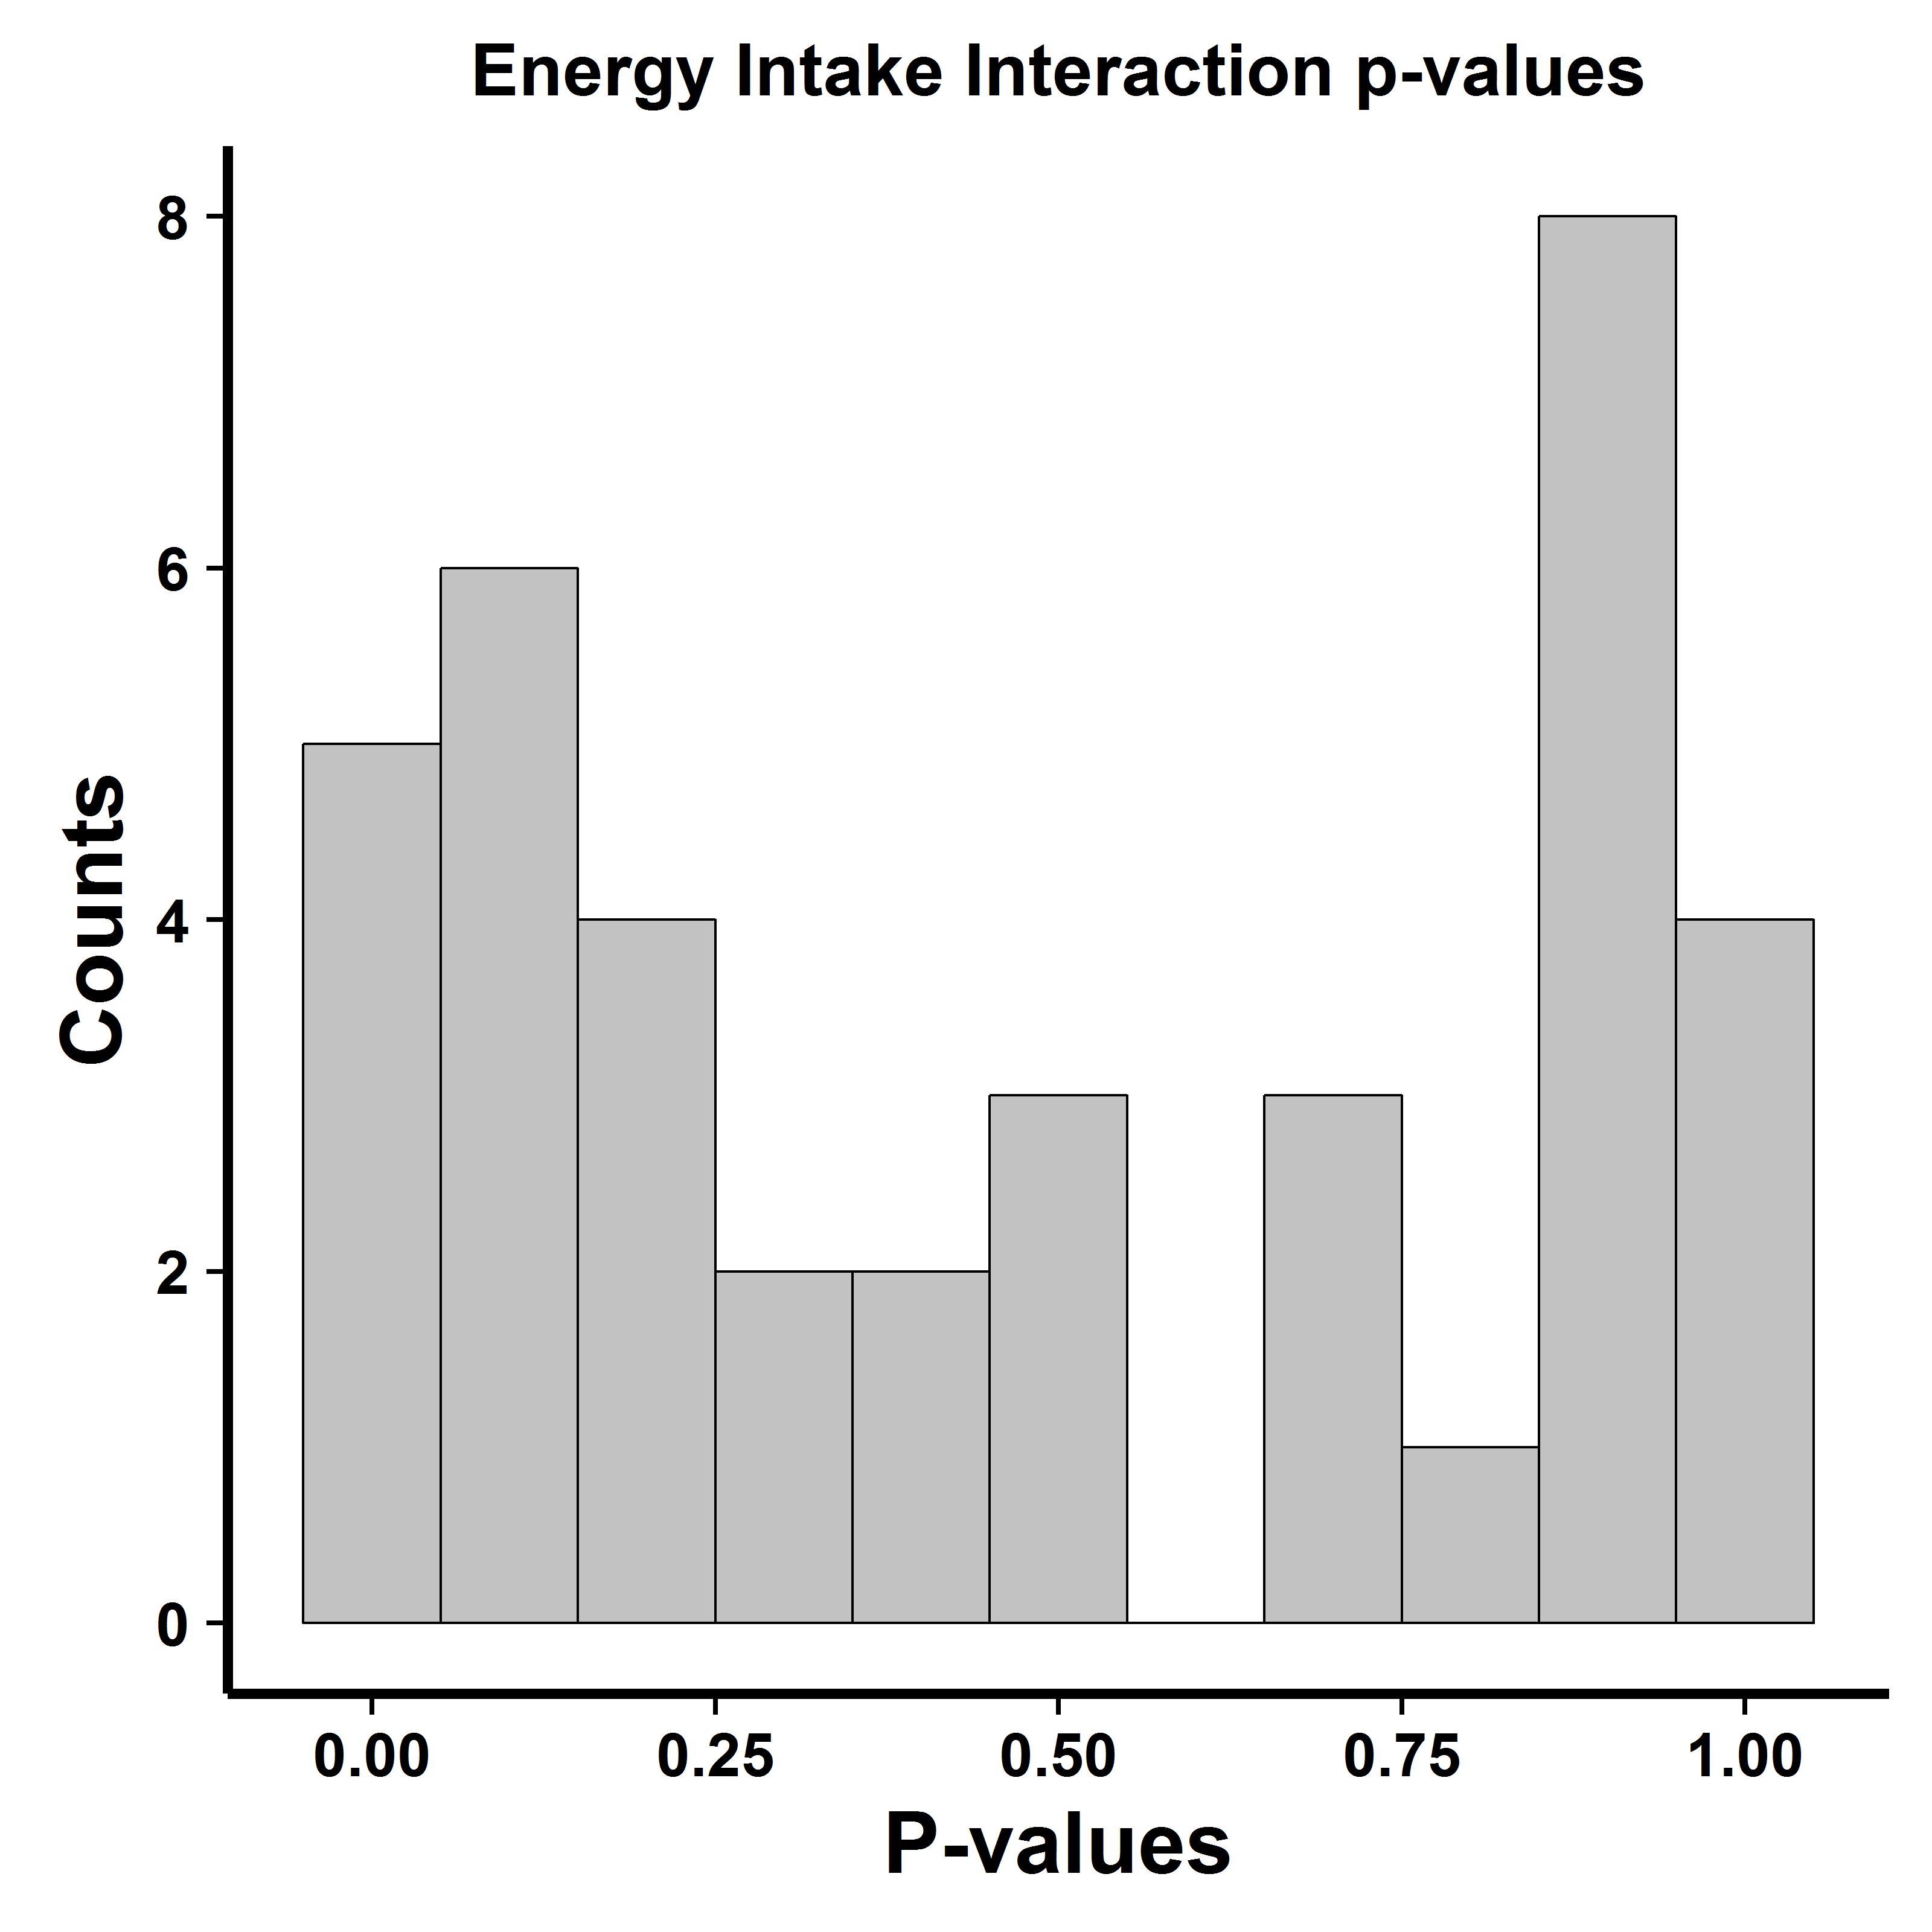 Energy Intake Interaction p-values
Counts
8
6
4
2
0
0.00 0.25 0.50 0.75 1.00
P-values